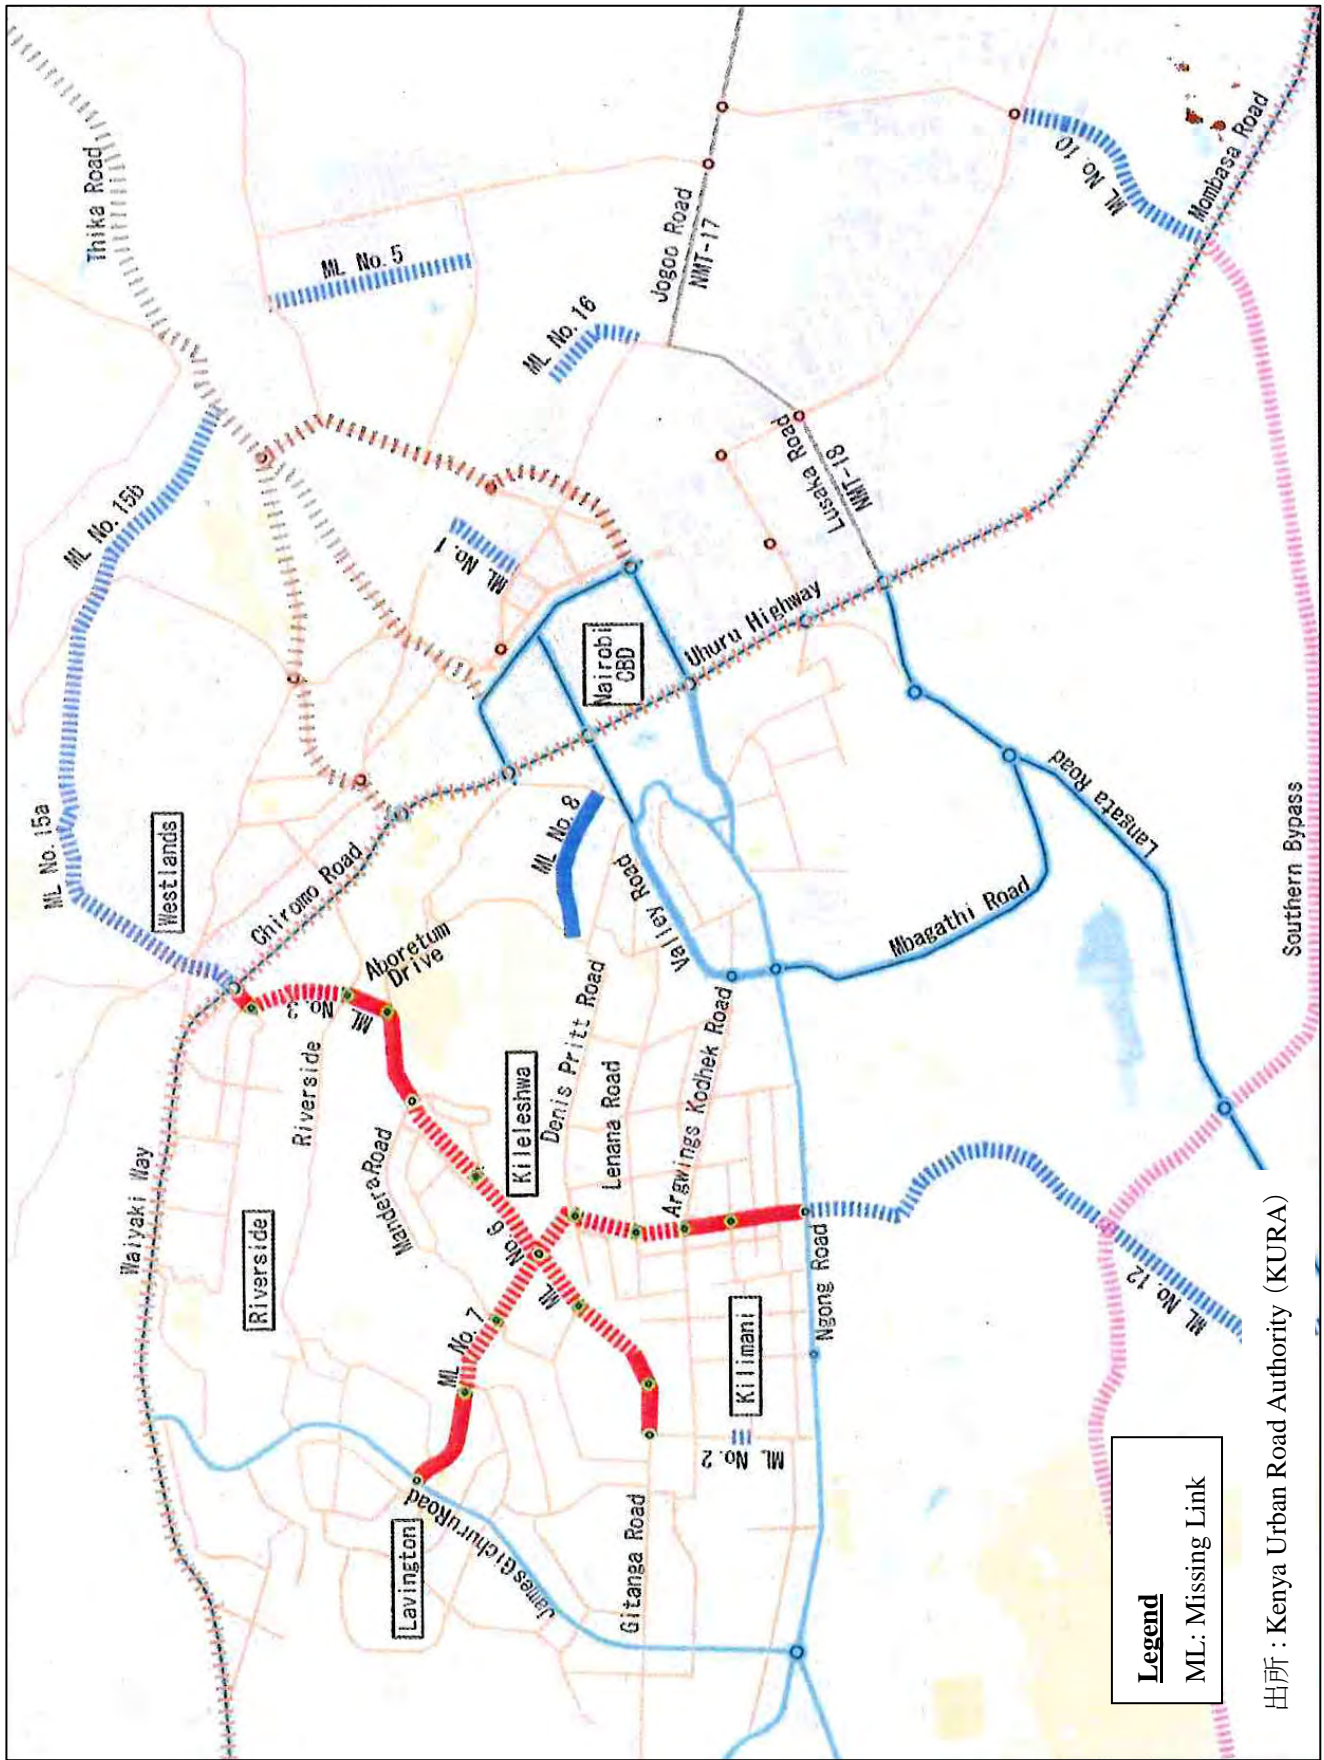 Thika Road
ML No. 5
ML No. 16
Jogoo Road
NMT-17
ML No. 10
Mombasa Road
ML No. 15b
ML No. 1
Lusaka Road
NMT-18
Nairobi
CBD
Uhuru Highway
ML No. 15a
Westlands
Chiromo Road
ML No. 8
Valley Road
Langata Road
Mbagathi Road
Southern Bypass
Aboretum
Drive
ML No. 3
Riverside
Kileleshwa
Denis Pritt Road
Lenana Road
Argwings Kodhek Road
Mandera Road
Waiyaki Way
Riverside
ML No. 6
ML No. 7
Kilimani
Ngong Road
ML No. 12
ML No. 2
Lavington
James Gichuru Road
Gitanga Road
Legend
ML: Missing Link
出所 : Kenya Urban Road Authority (KURA)